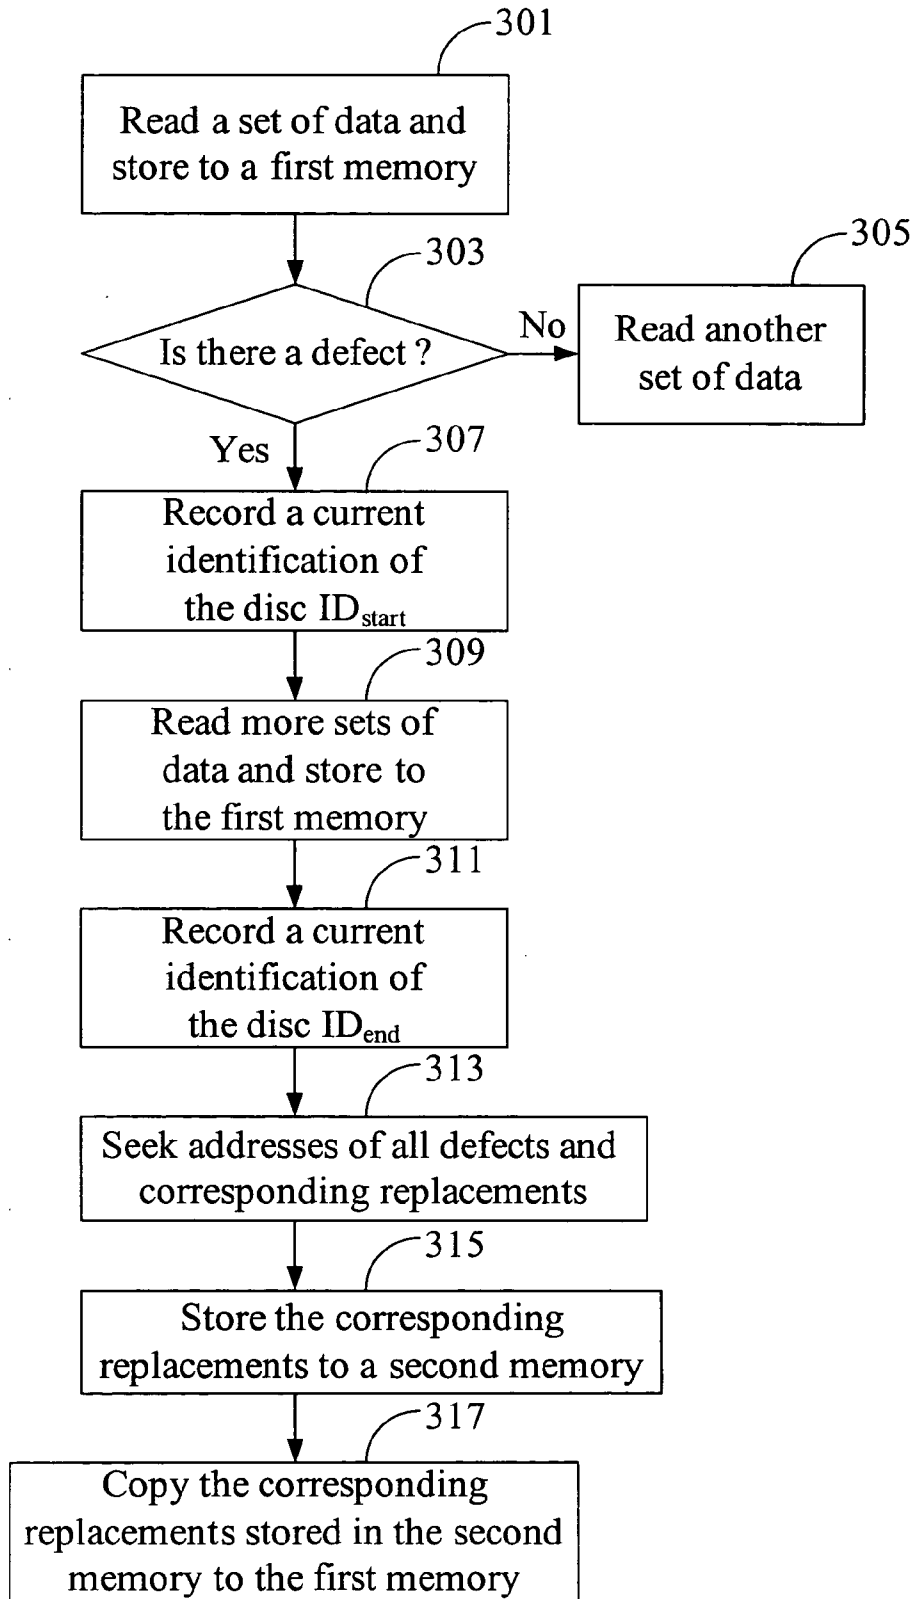 301
Read a set of data and
store to a first memory
303
Is there a defect ?
No
305
Read another
set of data
Yes
307
Record a current
identification of
the disc IDstart
309
Read more sets of
data and store to
the first memory
311
Record a current
identification of
the disc IDend
313
Seek addresses of all defects and
corresponding replacements
315
Store the corresponding
replacements to a second memory
317
Copy the corresponding
replacements stored in the second
memory to the first memory